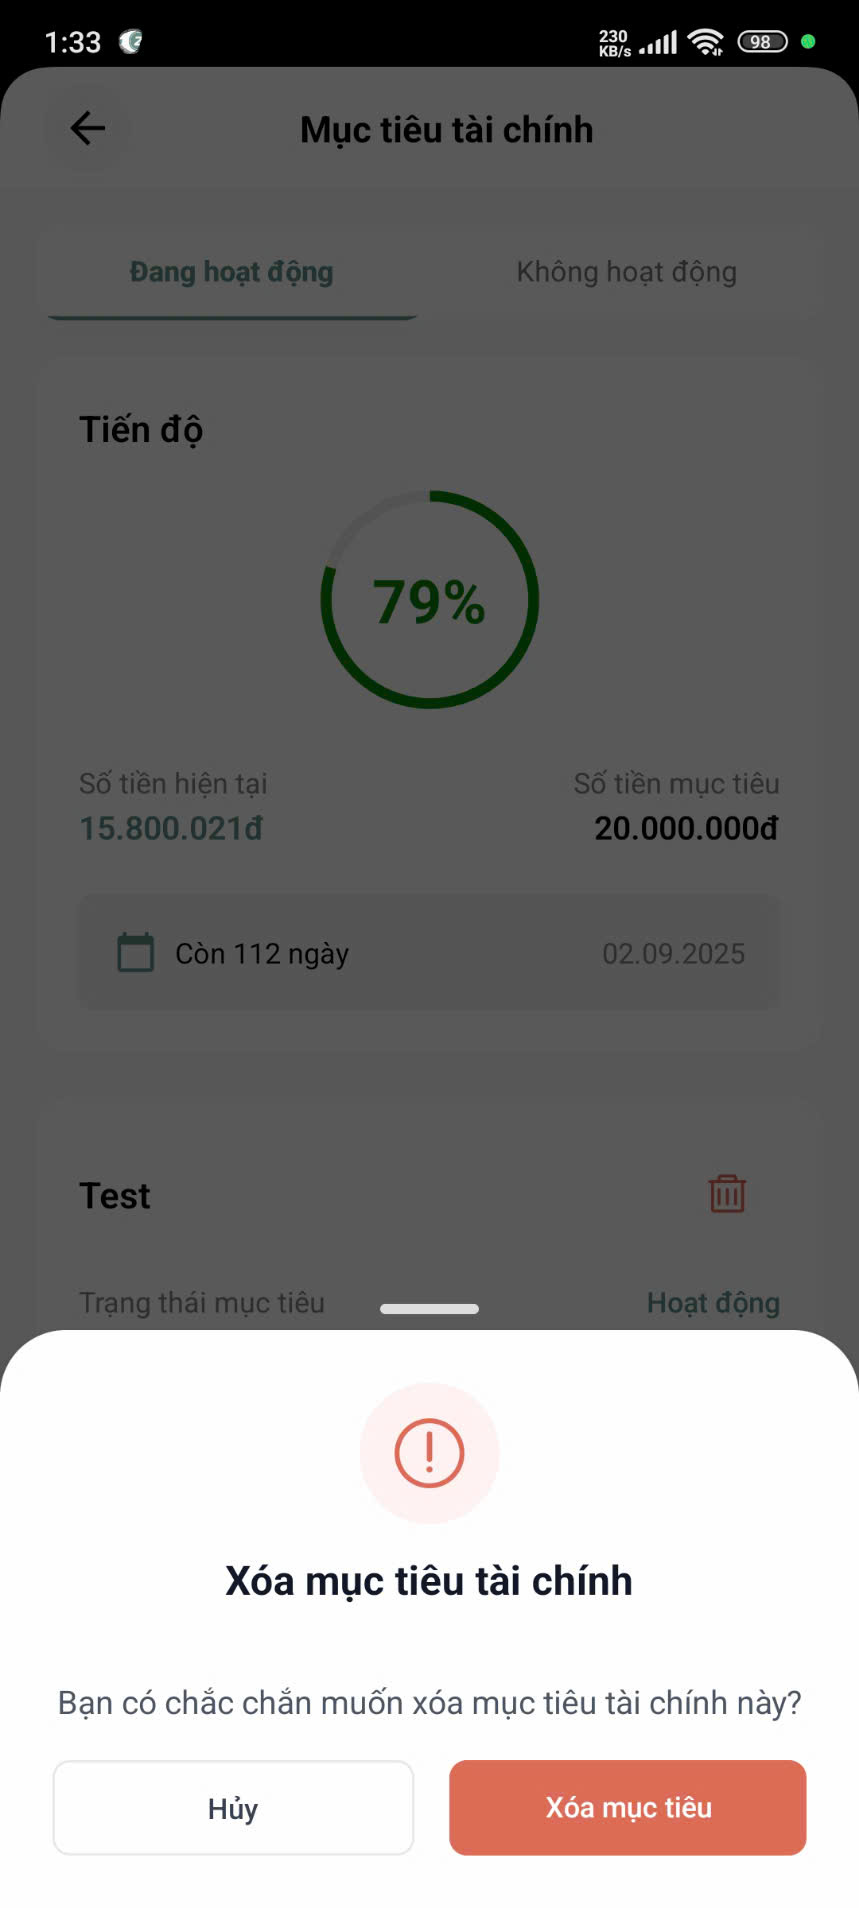 1:33
230
KB/s
98
Mục tiêu tài chính
Đang hoạt động
Không hoạt động
Tiến độ
79%
Số tiền hiện tại
Số tiền mục tiêu
15.800.021đ
20.000.000đ
Còn 112 ngày
02.09.2025
Test
Trạng thái mục tiêu
Hoạt động
Xóa mục tiêu tài chính
Bạn có chắc chắn muốn xóa mục tiêu tài chính này?
Hủy
Xóa mục tiêu